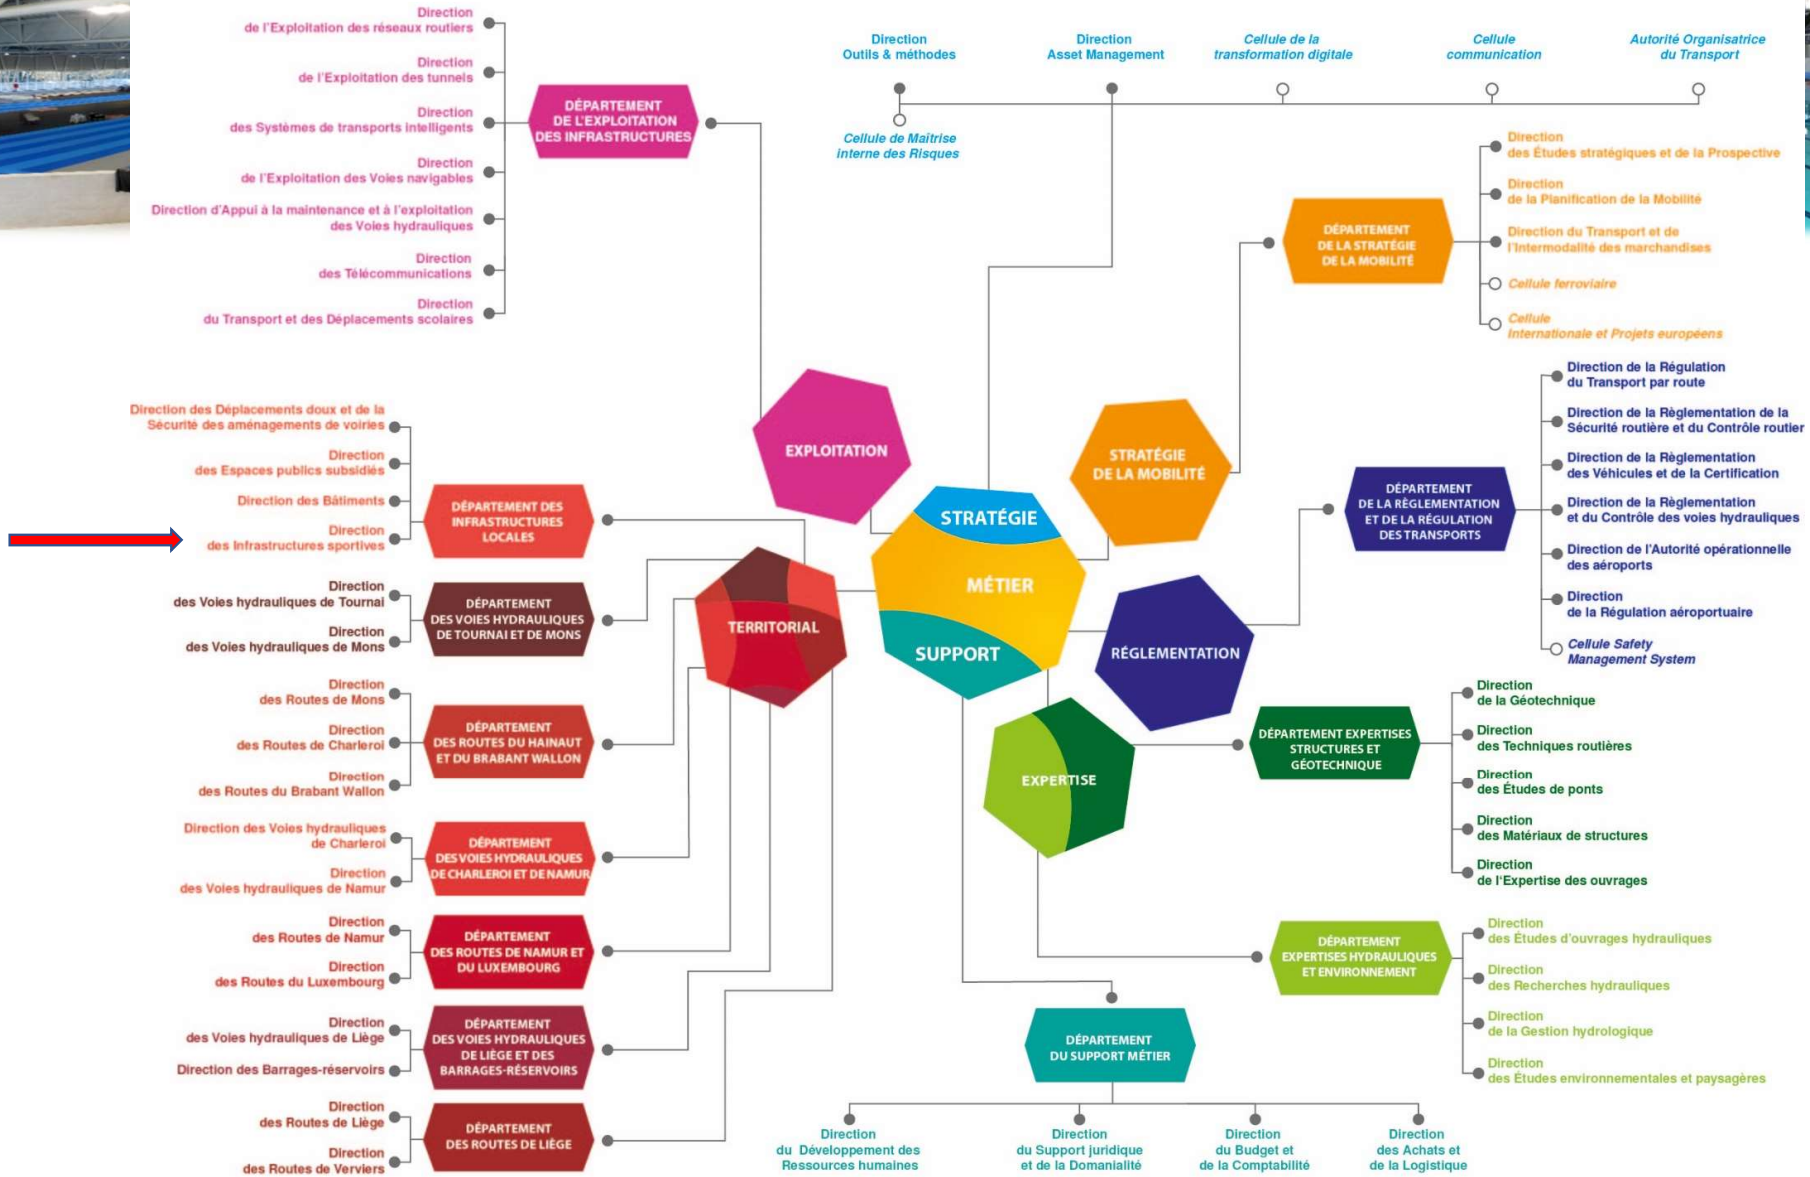 Direction
de l'Exploitation des réseaux routiers
Direction
de l'Exploitation des tunnels
Direction
des Systèmes de transports intelligents
Direction
de l'Exploitation des Voies navigables
Direction d'Appui à la maintenance et à l'exploitation
des Voies hydrauliques
Direction
des Télécommunications
Direction
du Transport et des Déplacements scolaires
DÉPARTEMENT
DE L'EXPLOITATION
DES INFRASTRUCTURES
Direction
Outils & méthodes
Direction
Asset Management
Cellule de la
transformation digitale
Cellule
communication
Autorité Organisatrice
du Transport
Cellule de Maîtrise
interne des Risques
Direction
des Études stratégiques et de la Prospective
Direction
de la Planification de la Mobilité
Direction du Transport et de
l'Intermodalité des marchandises
Cellule ferroviaire
Cellule
Internationale et Projets européens
DÉPARTEMENT
DE LA STRATÉGIE
DE LA MOBILITÉ
Direction de la Régulation
du Transport par route
Direction de la Règlementation de la
Sécurité routière et du Contrôle routier
Direction de la Règlementation
des Véhicules et de la Certification
Direction de la Règlementation
et du Contrôle des voies hydrauliques
Direction de l'Autorité opérationnelle
des aéroports
Direction
de la Régulation aéroportuaire
Cellule Safety
Management System
DÉPARTEMENT
DE LA RÈGLEMENTATION
ET DE LA RÉGULATION
DES TRANSPORTS
EXPLOITATION
STRATÉGIE
DE LA MOBILITÉ
STRATÉGIE
MÉTIER
SUPPORT
TERRITORIAL
RÉGLEMENTATION
EXPERTISE
Direction des Déplacements doux et de la
Sécurité des aménagements de voiries
Direction
des Espaces publics subsidiés
Direction des Bâtiments
Direction
des Infrastructures sportives
DÉPARTEMENT DES
INFRASTRUCTURES
LOCALES
Direction
des Voies hydrauliques de Tournai
Direction
des Voies hydrauliques de Mons
DÉPARTEMENT
DES VOIES HYDRAULIQUES
DE TOURNAI ET DE MONS
Direction
des Routes de Mons
Direction
des Routes de Charleroi
Direction
des Routes du Brabant Wallon
DÉPARTEMENT
DES ROUTES DU HAINAUT
ET DU BRABANT WALLON
Direction des Voies hydrauliques
de Charleroi
Direction
des Voies hydrauliques de Namur
DÉPARTEMENT
DES VOIES HYDRAULIQUES
DE CHARLEROI ET DE NAMUR
Direction
des Routes de Namur
Direction
des Routes du Luxembourg
DÉPARTEMENT
DES ROUTES DE NAMUR ET
DU LUXEMBOURG
Direction
des Voies hydrauliques de Liège
Direction des Barrages-réservoirs
DÉPARTEMENT
DES VOIES HYDRAULIQUES
DE LIÈGE ET DES
BARRAGES-RÉSERVOIRS
Direction
des Routes de Liège
Direction
des Routes de Verviers
DÉPARTEMENT
DES ROUTES DE LIÈGE
DÉPARTEMENT EXPERTISES
STRUCTURES ET
GÉOTECHNIQUE
Direction
de la Géotechnique
Direction
des Techniques routières
Direction
des Études de ponts
Direction
des Matériaux de structures
Direction
de l'Expertise des ouvrages
DÉPARTEMENT
EXPERTISES HYDRAULIQUES
ET ENVIRONNEMENT
Direction
des Études d'ouvrages hydrauliques
Direction
des Recherches hydrauliques
Direction
de la Gestion hydrologique
Direction
des Études environnementales et paysagères
DÉPARTEMENT
DU SUPPORT MÉTIER
Direction
du Développement des
Ressources humaines
Direction
du Support juridique
et de la Domanialité
Direction
du Budget et
de la Comptabilité
Direction
des Achats et
de la Logistique